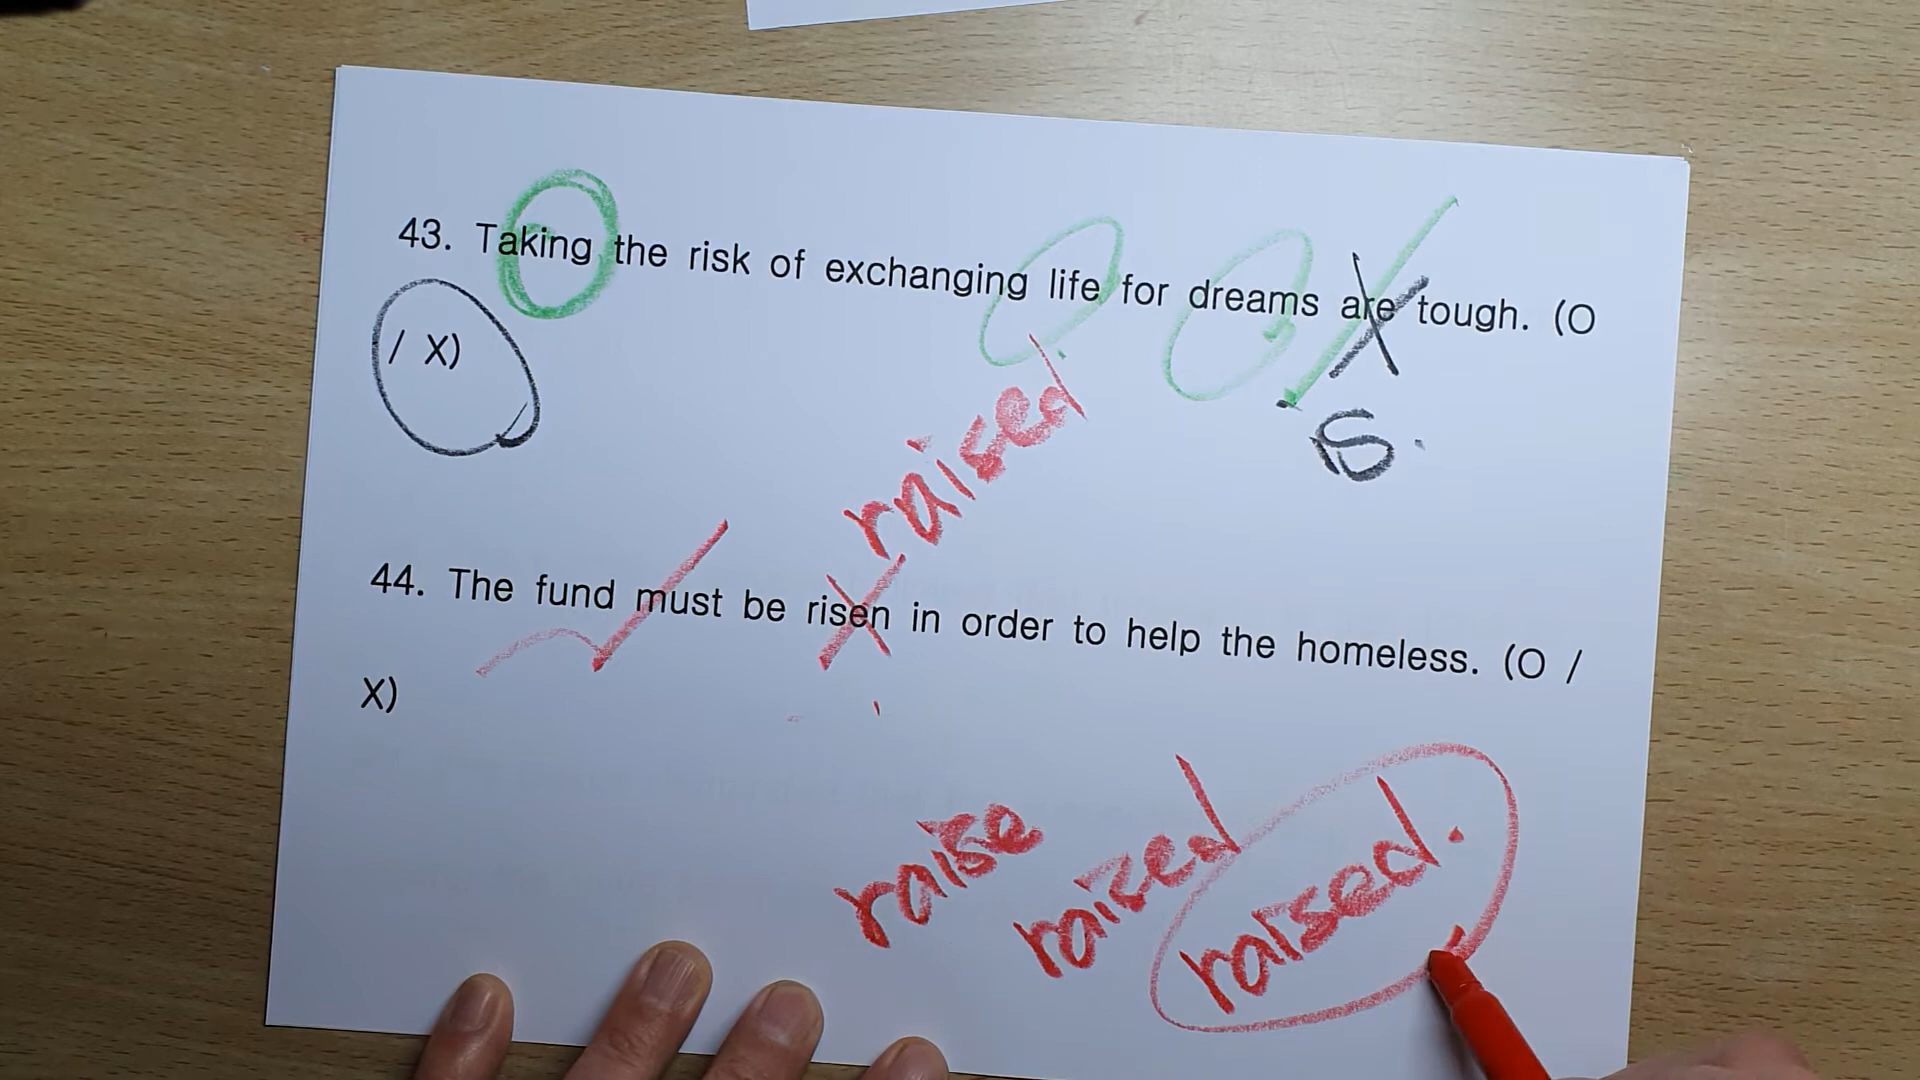 43. Taking the risk of exchanging life for dreams are tough. (O
/ X)
is.
raised.
44. The fund must be risen in order to help the homeless. (O /
X)
raise raised raised.